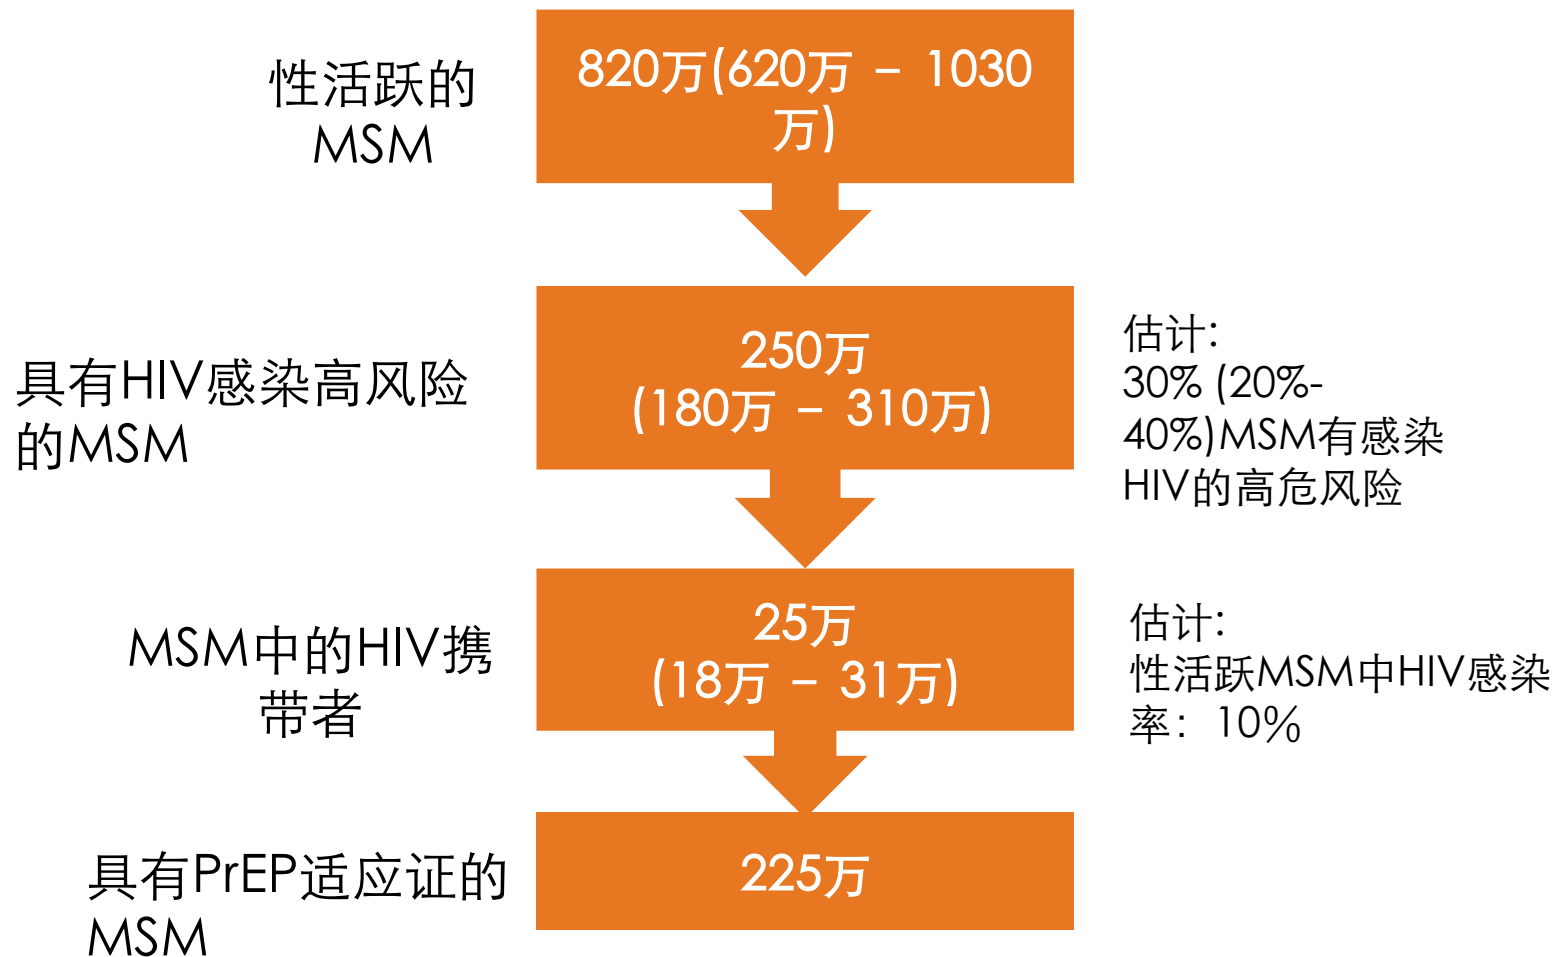 性活跃的
MSM
820万(620万 – 1030
万)
具有HIV感染高风险
的MSM
250万
(180万 – 310万)
估计:
30% (20%-
40%)MSM有感染
HIV的高危风险
MSM中的HIV携
带者
25万
(18万 – 31万)
估计:
性活跃MSM中HIV感染
率：10%
具有PrEP适应证的
MSM
225万